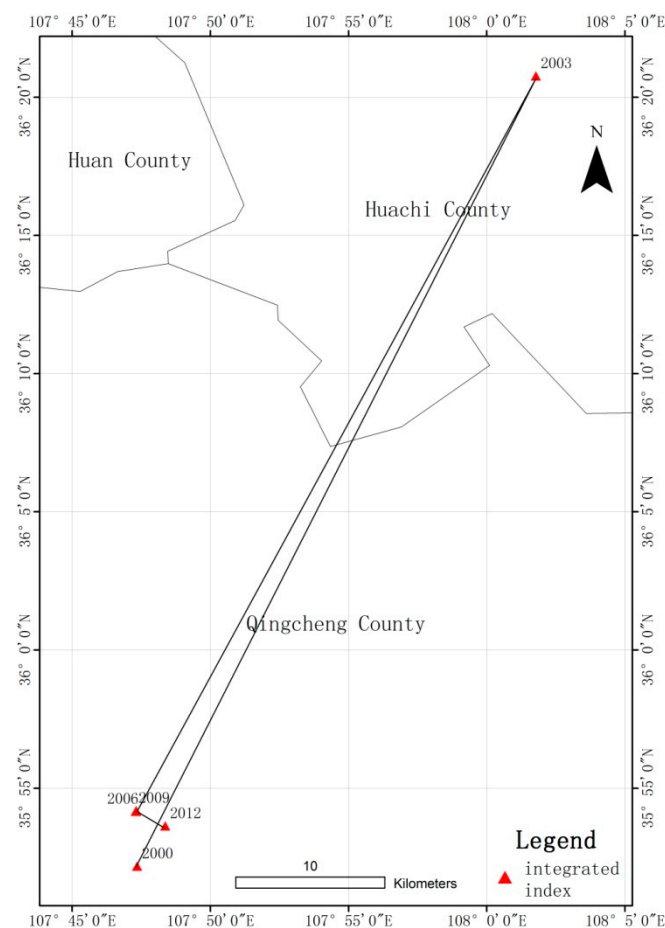 107° 45′0″E 107° 50′0″E 107° 55′0″E 108° 0′0″E 108° 5′0″E
2003
36° 20′0″N 36° 20′0″N
N
Huan County
Huachi County
36° 15′0″N 36° 15′0″N
36° 10′0″N 36° 10′0″N
36° 5′0″N 36° 5′0″N
Qingcheng County
36° 0′0″N 36° 0′0″N
35° 55′0″N 35° 55′0″N
2006 2009
2012
2000
Legend
integrated
index
10
Kilometers
107° 45′0″E 107° 50′0″E 107° 55′0″E 108° 0′0″E 108° 5′0″E